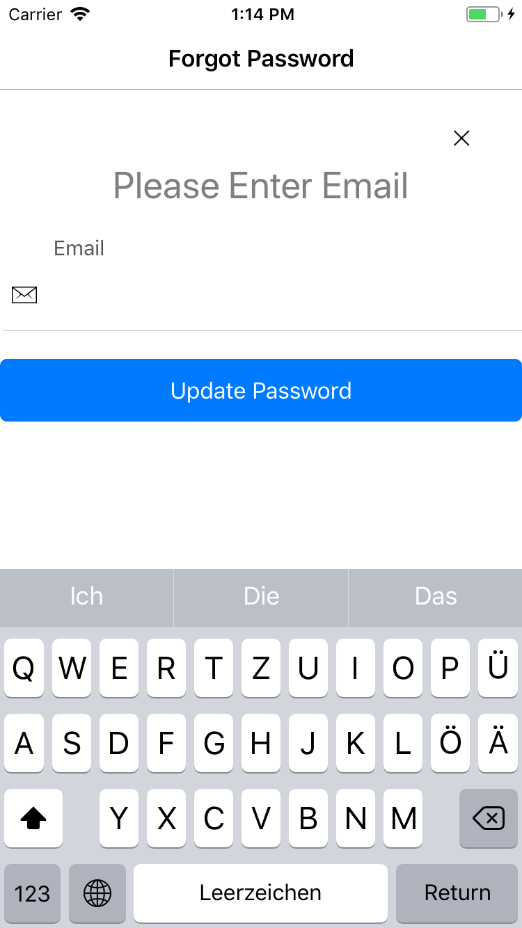 Carrier 1:14 PM
Forgot Password
Please Enter Email
Email
Update Password
Ich Die Das
Q W E R T Z U I O P Ü
A S D F G H J K L Ö Ä
Y X C V B N M
123 Leerzeichen Return